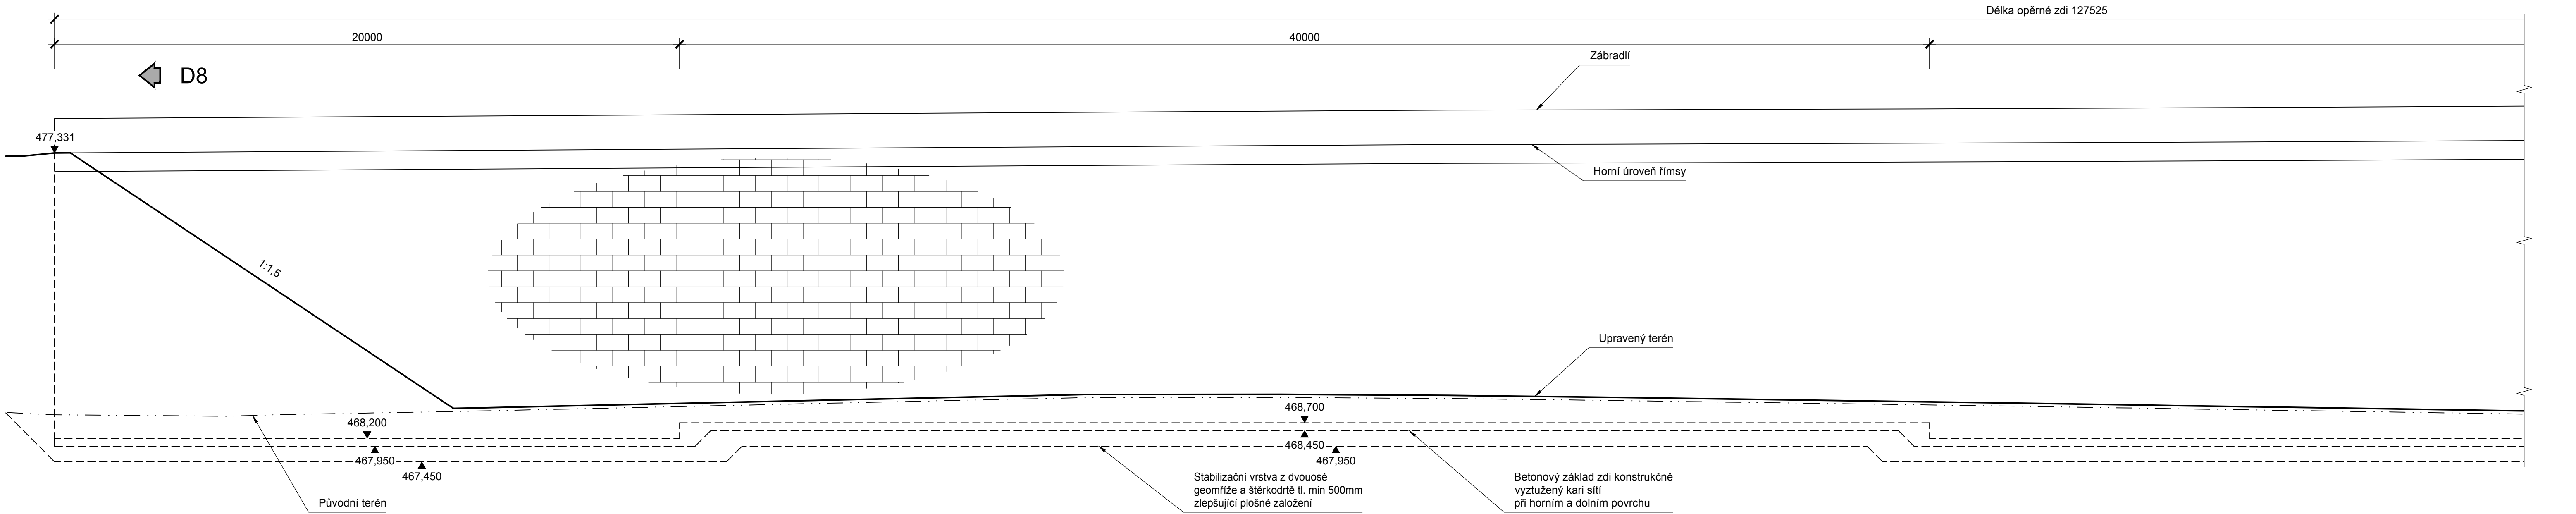 Délka opěrné zdi 127525
20000
40000
Zábradlí
D8
477,331
Horní úroveň římsy
1:1,5
Upravený terén
468,700
468,200
468,450
467,950
467,950
467,450
Stabilizační vrstva z dvouosé
geomříže a štěrkodrtě tl. min 500mm
zlepšující plošné založení
Betonový základ zdi konstrukčně
vyztužený kari sítí
při horním a dolním povrchu
Původní terén